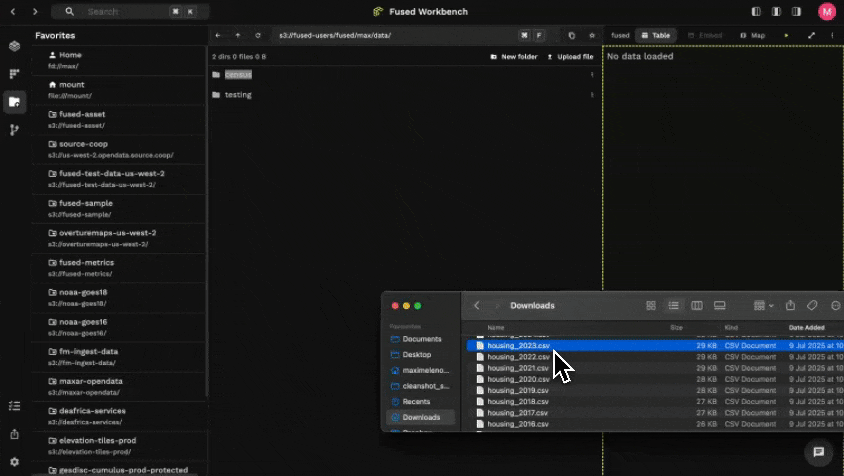 Search
⌘ K
Fused Workbench
M
Favorites
s3://fused-users/fused/max/data/
⌘ F
fused
Table
Embed
Map
2 dirs 0 files 0 B
New folder
Upload file
No data loaded
Home
fd://max/
mount
file:///mount/
fused-asset
s3://fused-asset/
source-coop
s3://us-west-2.opendata.source.coop/
fused-test-data-us-west-2
s3://fused-test-data-us-west-2/
fused-sample
s3://fused-sample/
overturemaps-us-west-2
s3://overturemaps-us-west-2/
fused-metrics
s3://fused-metrics/
noaa-goes18
s3://noaa-goes18/
noaa-goes16
s3://noaa-goes16/
fm-ingest-data
s3://fm-ingest-data/
maxar-opendata
s3://maxar-opendata/
deafrica-services
s3://deafrica-services/
elevation-tiles-prod
s3://elevation-tiles-prod/
gesdisc-cumulus-prod-protected
census
testing
Downloads
Favourites
Documents
Desktop
maximeleno...
cleanshot_s...
Recents
Downloads
Name Size Kind Date Added
housing_2023.csv 29 KB CSV Document 9 Jul 2025 at 10
housing_2022.csv 29 KB CSV Document 9 Jul 2025 at 10
housing_2021.csv 29 KB CSV Document 9 Jul 2025 at 10
housing_2020.csv 28 KB CSV Document 9 Jul 2025 at 10
housing_2019.csv 28 KB CSV Document 9 Jul 2025 at 10
housing_2018.csv 27 KB CSV Document 9 Jul 2025 at 10
housing_2017.csv 27 KB CSV Document 9 Jul 2025 at 10
housing_2016.csv 26 KB CSV Document 9 Jul 2025 at 10